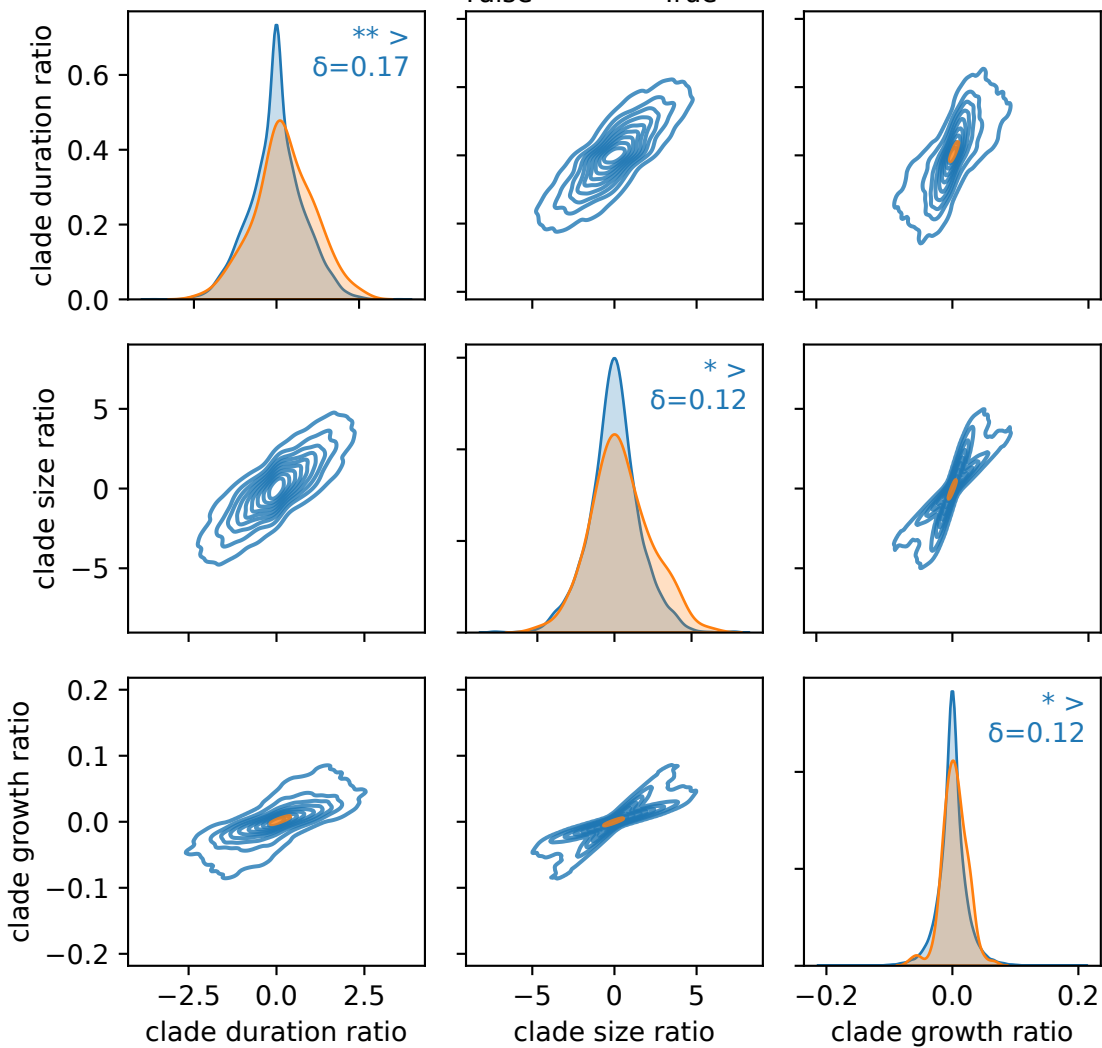 False True
clade duration ratio
0.6
0.4
0.2
0.0
** >
δ=0.17
clade size ratio
5
0
−5
* >
δ=0.12
clade growth ratio
0.2
0.1
0.0
−0.1
−0.2
* >
δ=0.12
−2.5 0.0 2.5
−5 0 5
−0.2 0.0 0.2
clade duration ratio
clade size ratio
clade growth ratio